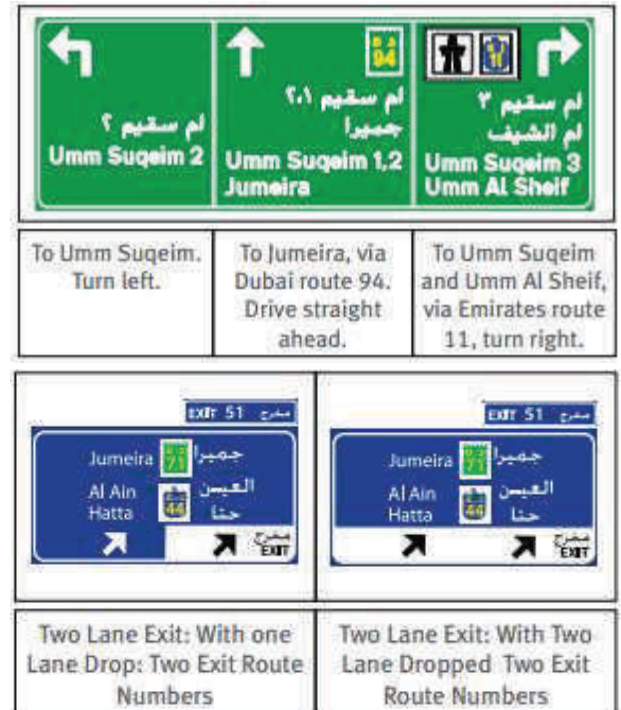 ام سقيم ٢
Umm Suqeim 2
94
ام سقيم ١،٢
جميرا
Umm Suqeim 1,2
Jumeira
11
ام سقيم ٣
ام الشيف
Umm Suqeim 3
Umm Al Sheif
To Umm Suqeim.
Turn left.
To Jumeira, via
Dubai route 94.
Drive straight
ahead.
To Umm Suqeim
and Umm Al Sheif,
via Emirates route
11, turn right.
EXIT 51 مخرج
Jumeira 71 جميرا
Al Ain 44 العيسن
Hatta حتا
مخرج
EXIT
EXIT 51 مخرج
Jumeira 71 جميرا
Al Ain 44 العيسن
Hatta حتا
مخرج
EXIT
Two Lane Exit: With one
Lane Drop: Two Exit Route
Numbers
Two Lane Exit: With Two
Lane Dropped Two Exit
Route Numbers